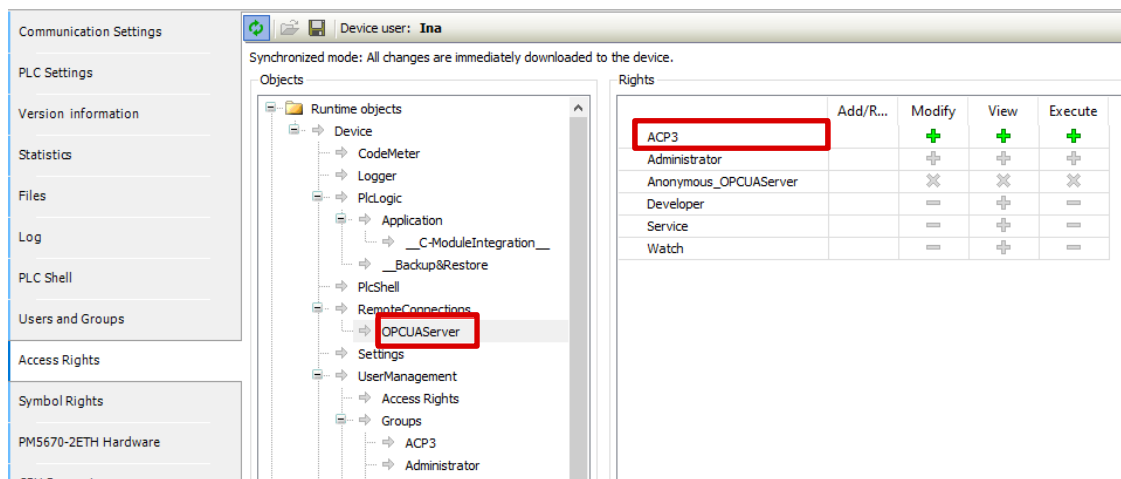 Communication Settings
PLC Settings
Version information
Statistics
Files
Log
PLC Shell
Users and Groups
Access Rights
Symbol Rights
PM5670-2ETH Hardware
Device user: Ina
Synchronized mode: All changes are immediately downloaded to the device.
Objects
Runtime objects
Device
CodeMeter
Logger
PlcLogic
Application
__C-ModuleIntegration__
__Backup&Restore
PlcShell
RemoteConnections
OPCUAServer
Settings
UserManagement
Access Rights
Groups
ACP3
Administrator
Rights
Add/R... Modify View Execute
ACP3
Administrator
Anonymous_OPCUAServer
Developer
Service
Watch